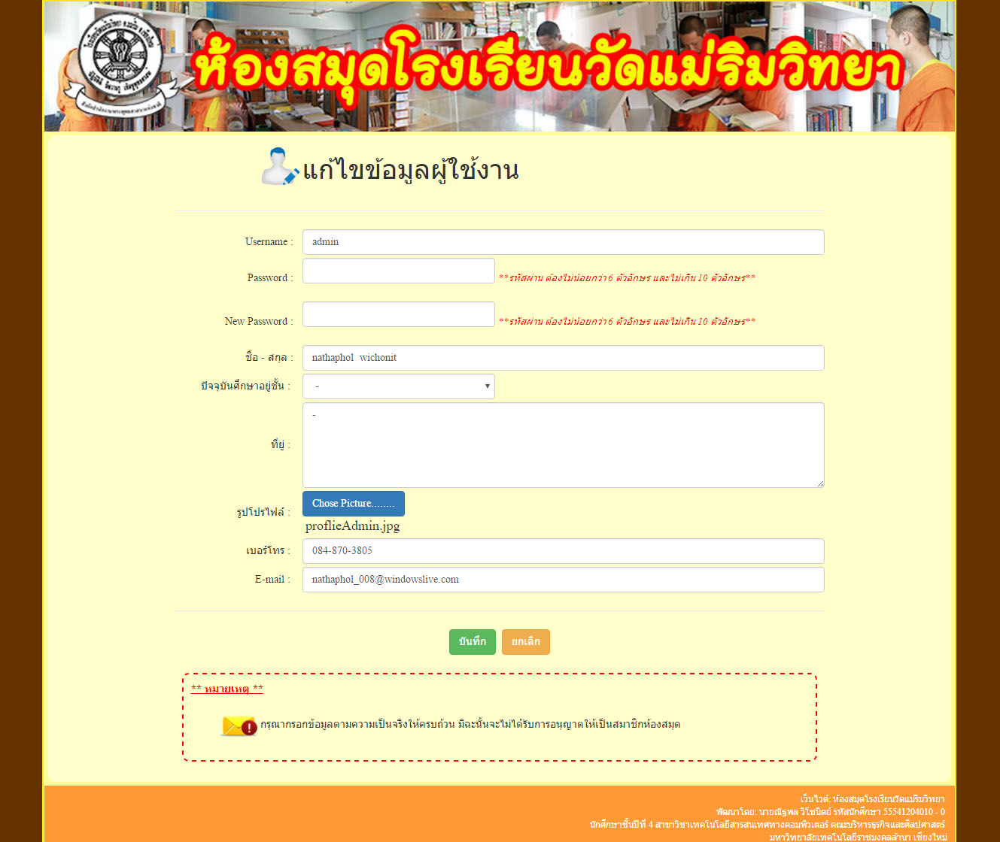 ห้องสมุดโรงเรียนวัดแม่ริมวิทยา
แก้ไขข้อมูลผู้ใช้งาน
Username : admin
Password : **รหัสผ่าน ต้องไม่น้อยกว่า 6 ตัวอักษร และไม่เกิน 10 ตัวอักษร**
New Password : **รหัสผ่าน ต้องไม่น้อยกว่า 6 ตัวอักษร และไม่เกิน 10 ตัวอักษร**
ชื่อ - สกุล : nathaphol wichonit
ปัจจุบันศึกษาอยู่ชั้น : -
ที่ยู่ : -
รูปโปรไฟล์ : Chose Picture........
proflieAdmin.jpg
เบอร์โทร : 084-870-3805
E-mail : nathaphol_008@windowslive.com
บันทึก ยกเลิก
** หมายเหตุ **
กรุณากรอกข้อมูลตามความเป็นจริงให้ครบถ้วน มิฉะนั้นจะไม่ได้รับการอนุญาตให้เป็นสมาชิกห้องสมุด
เว็บไวต์: ห้องสมุดโรงเรียนวัดแม่ริมวิทยา
พัฒนาโดย: นายณัฐพล วิโชนิตย์ รหัสนักศึกษา 55541204010 - 0
นักศึกษาชั้นปีที่ 4 สาขาวิชาเทคโนโลยีสารสนเทศทางคอมพิวเตอร์ คณะบริหารธุรกิจและศิลปศาสตร์
มหาวิทยาลัยเทคโนโลยีราชมงคลล้านนา เชียงใหม่